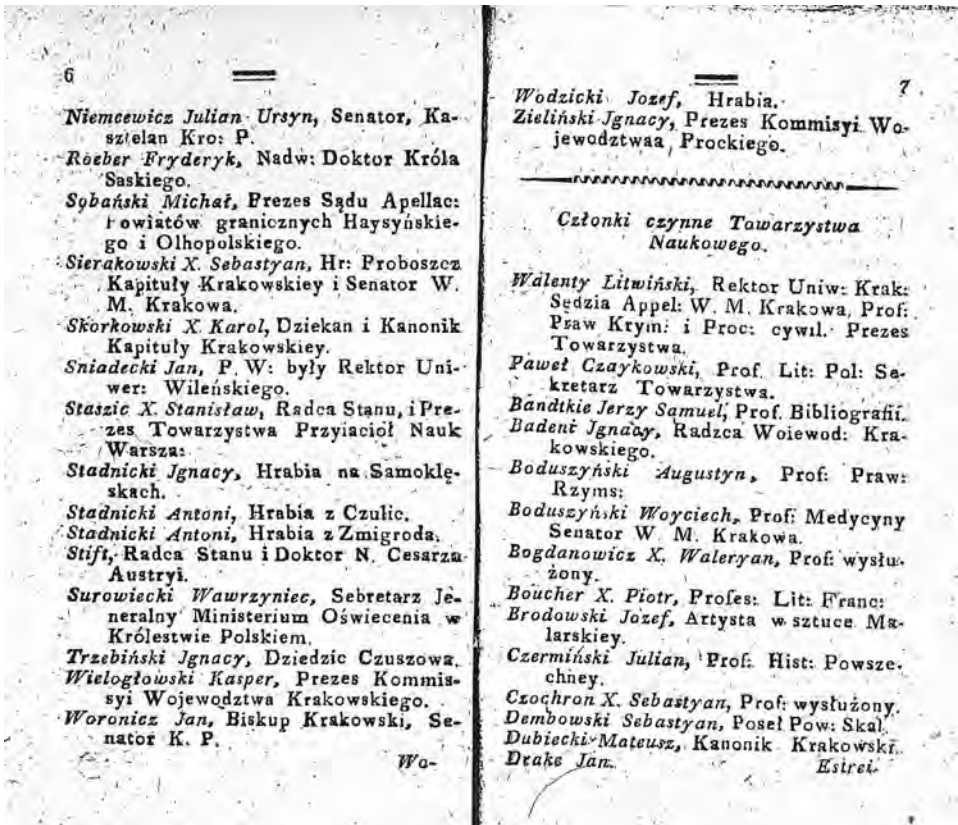 6
Niemcewicz Julian Ursyn, Senator, Ka-
sztelan Kro: P.
Roeber Fryderyk, Nadw: Doktor Króla
Saskiego.
Sobański Michał, Prezes Sądu Apellac:
Powiatów granicznych Haysyńskie-
go i Olhopolskiego.
Sierakowski X. Sebastyan, Hr: Proboszcz
Kapituły Krakowskiey i Senator W.
M. Krakowa.
Skorkowski X. Karol, Dziekan i Kanonik
Kapituły Krakowskiey.
Sniadecki Jan, P. W: były Rektor Uni-
wer: Wileńskiego.
Staszic X. Stanisław, Radca Stanu, i Pre-
zes Towarzystwa Przyiaciół Nauk
Warsza:
Stadnicki Jgnacy, Hrabia na Samoklę-
skach.
Stadnicki Antoni, Hrabia z Czulic.
Stadnicki Antoni, Hrabia z Zmigroda.
Stift, Radca Stanu i Doktor N. Cesarza
Austryi.
Surowiecki Wawrzyniec, Sebretarz Je-
neralny Ministerium Oświecenia w
Królestwie Polskiem.
Trzebiński Jgnacy, Dziedzic Czuszowa.
Wielogłowski Kasper, Prezes Kommis-
syi Wojewodztwa Krakowskiego.
Woronicz Jan, Biskup Krakowski, Se-
nator K. P.
Wo-
7
Wodzicki Jozef, Hrabia.
Zieliński Jgnacy, Prezes Kommisyi Wo-
jewodztwaa Prockiego.
Członki czynne Towarzystwa
Naukowego.
Walenty Litwiński, Rektor Uniw: Krak:
Sędzia Appel: W. M. Krakowa, Prof:
Praw Krym: i Proc: cywil. Prezes
Towarzystwa.
Paweł Czaykowski, Prof. Lit: Pol: Se-
kretarz Towarzystwa.
Bandtkie Jerzy Samuel, Prof. Bibliografii.
Badeni Jgnacy, Radzca Woiewod: Kra-
kowskiego.
Boduszyński Augustyn, Prof: Praw:
Rzyms:
Boduszyński Woyciech, Prof: Medycyny
Senator W. M. Krakowa.
Bogdanowicz X. Waleryan, Prof: wysłu-
żony.
Boucher X. Piotr, Profes: Lit: Franc:
Brodowski Jozef, Artysta w sztuce Ma-
larskiey.
Czermiński Julian, Prof: Hist: Powsze-
chney.
Czochron X. Sebastyan, Prof: wysłużony.
Dembowski Sebastyan, Poseł Pow: Skal.
Dubiecki Mateusz, Kanonik Krakowski.
Drake Jan.
Estrei-